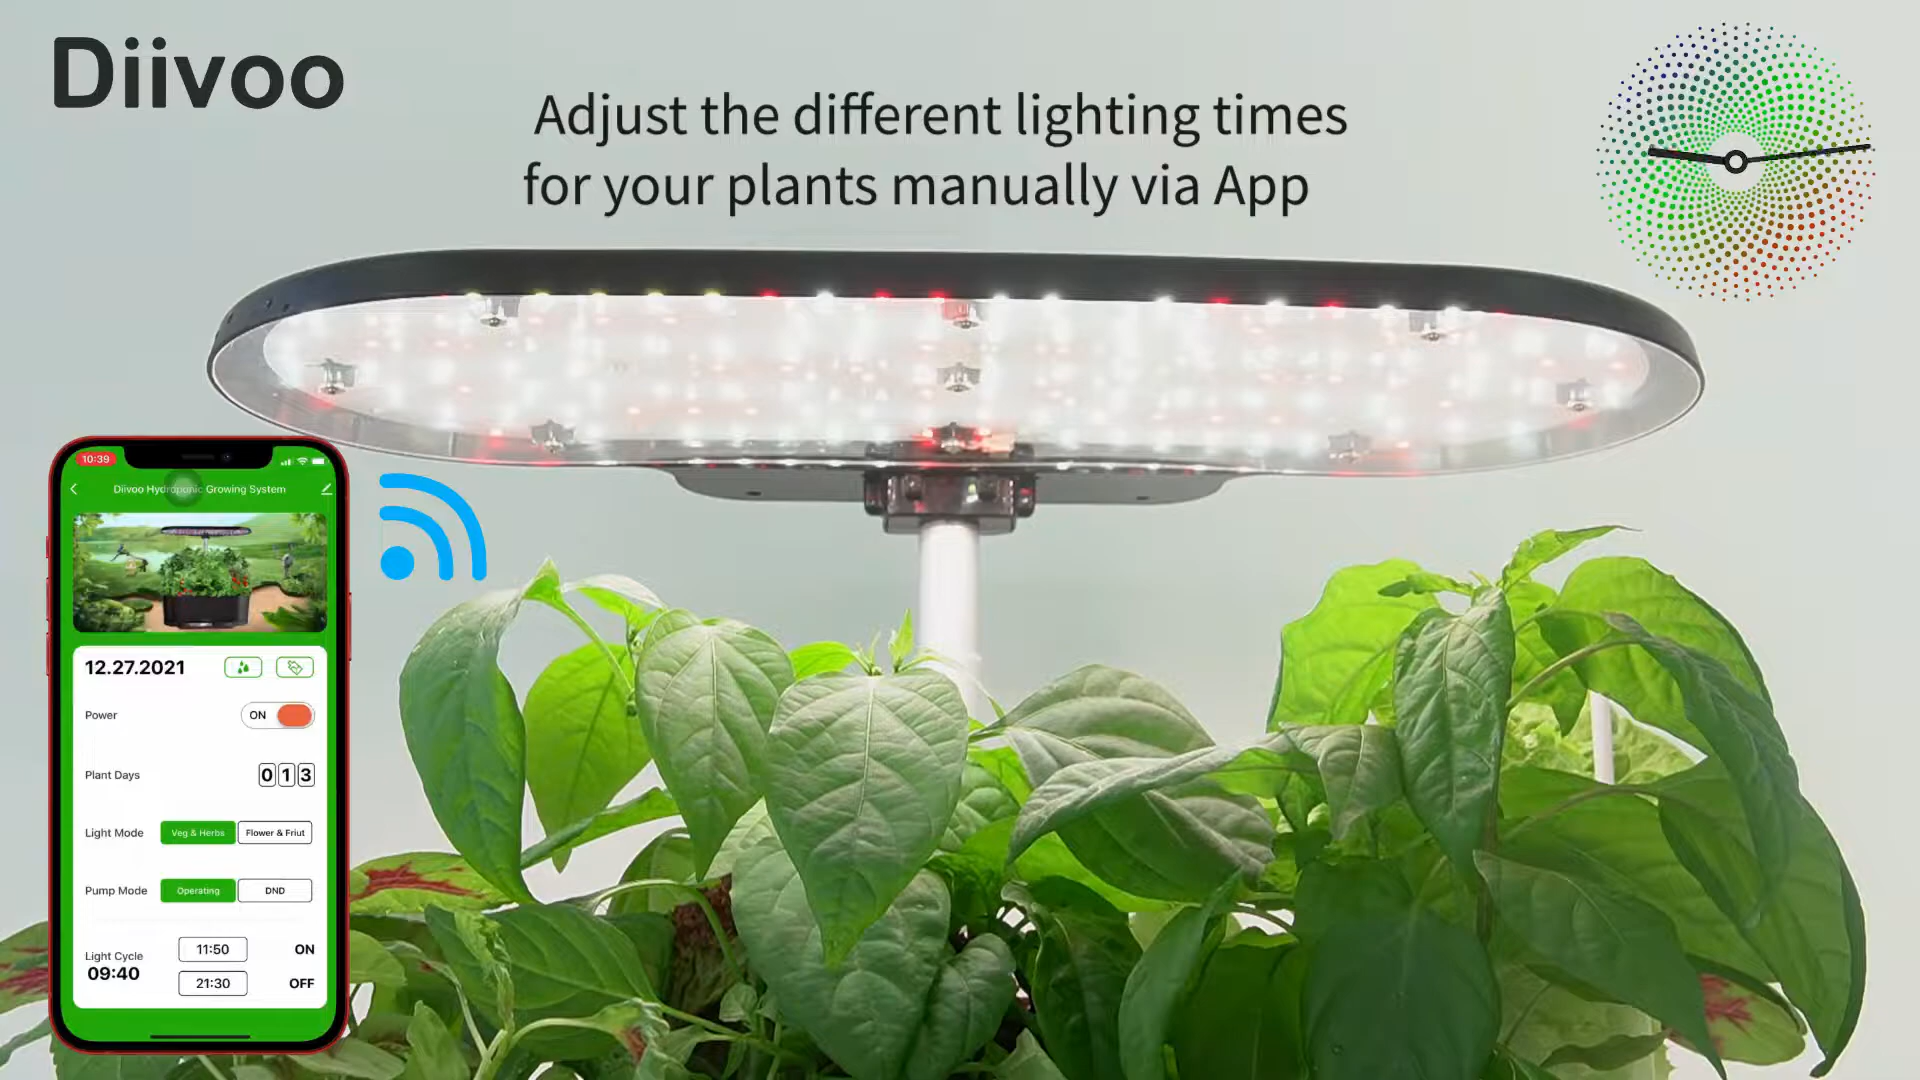 Diivoo
Adjust the different lighting times
for your plants manually via App
10:39
Diivoo Hydroponic Growing System
12.27.2021
Power ON
Plant Days 013
Light Mode Veg & Herbs Flower & Friut
Pump Mode Operating DND
Light Cycle 11:50 ON
09:40 21:30 OFF